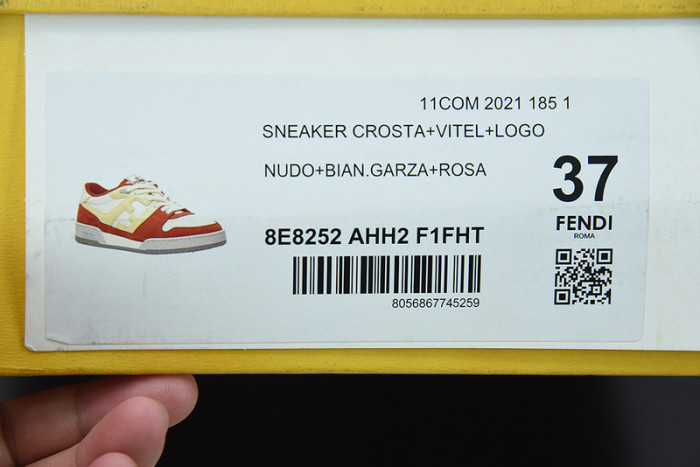 11COM 2021 185 1
SNEAKER CROSTA+VITEL+LOGO
NUDO+BIAN.GARZA+ROSA
37
FENDI
ROMA
8E8252 AHH2 F1FHT
8056867745259